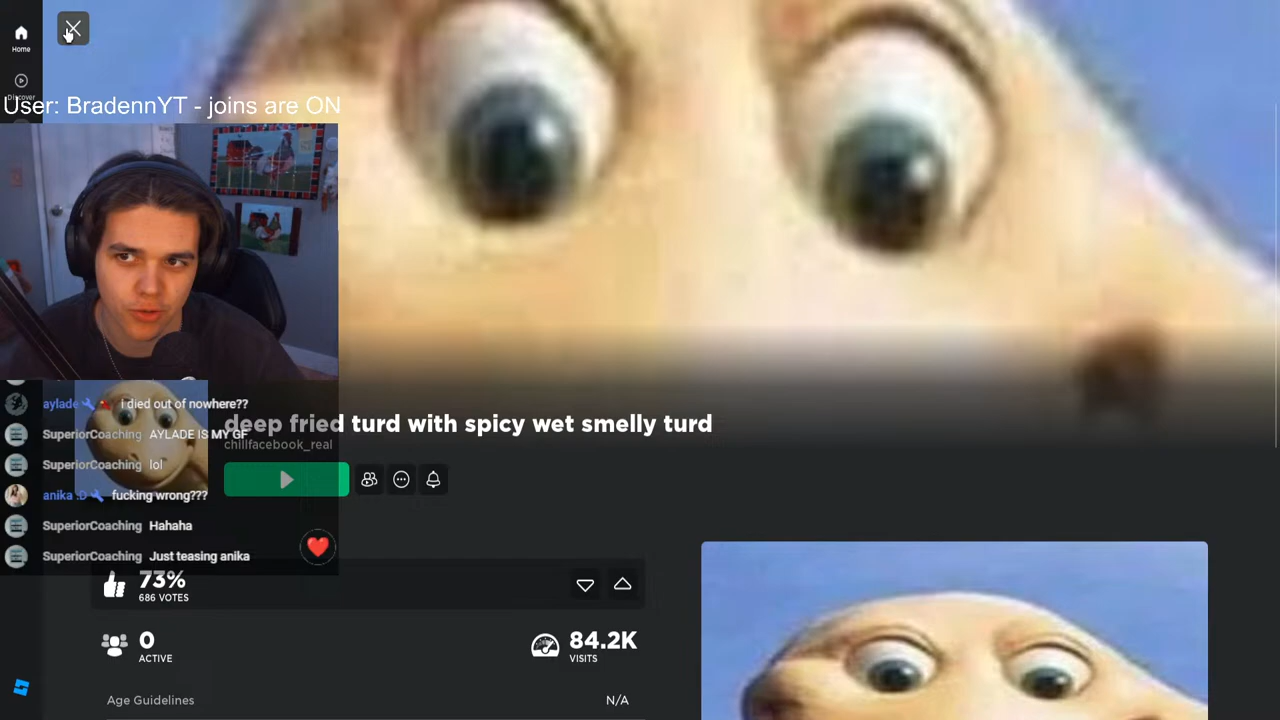 Home
Discover
User: BradennYT - joins are ON
aylade i died out of nowhere??
SuperiorCoaching AYLADE IS MY GF
SuperiorCoaching lol
anika :D fucking wrong???
SuperiorCoaching Hahaha
SuperiorCoaching Just teasing anika
deep fried turd with spicy wet smelly turd
chillfacebook_real
73%
686 VOTES
0
ACTIVE
84.2K
VISITS
Age Guidelines
N/A